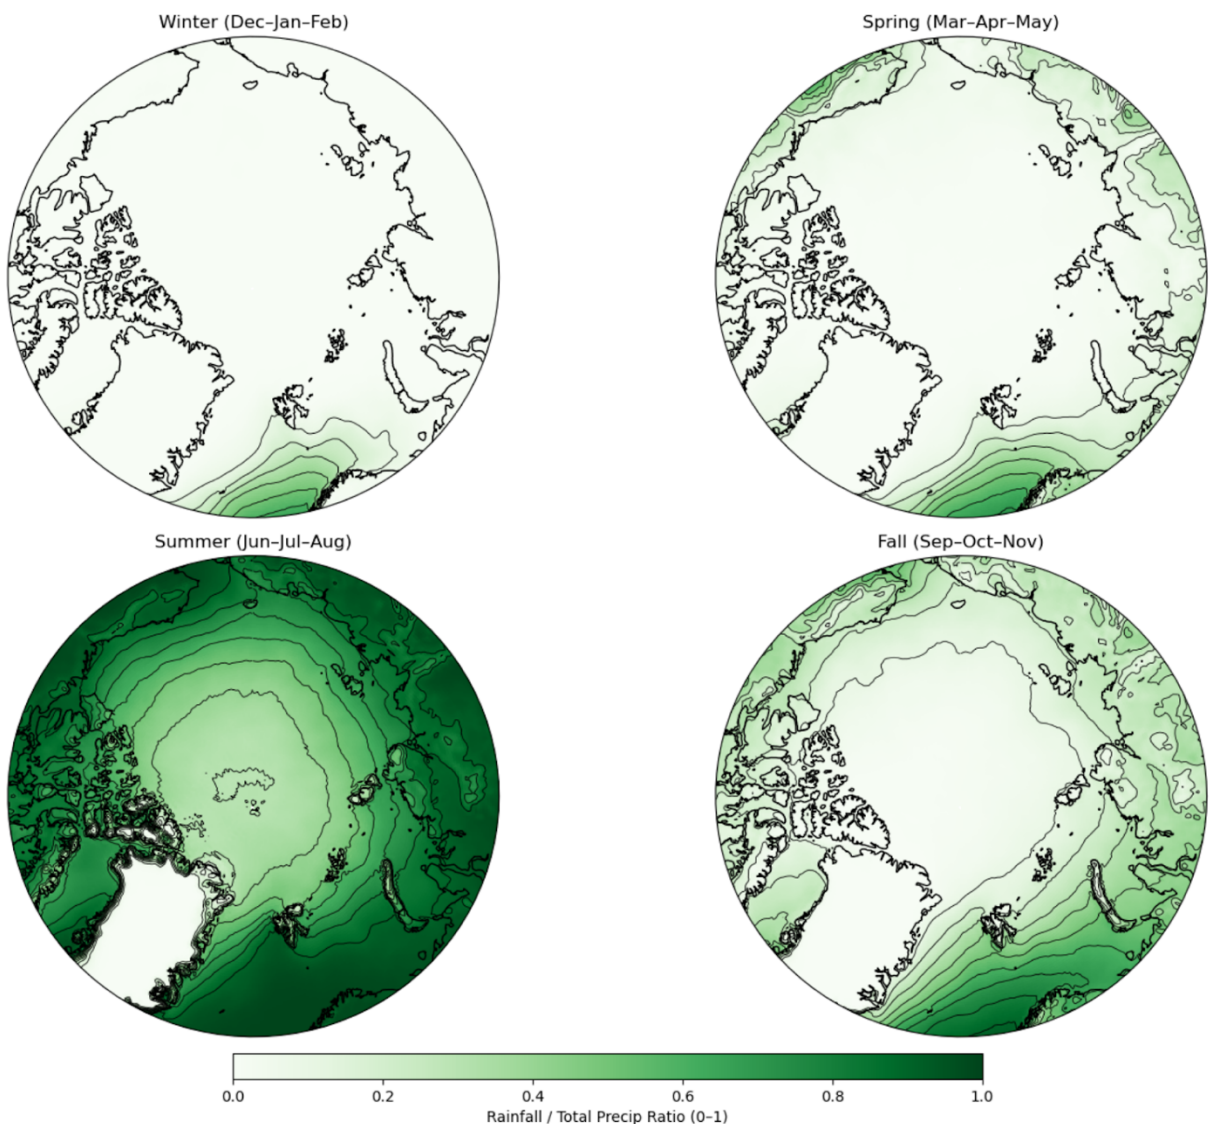 Winter (Dec–Jan–Feb)
Spring (Mar–Apr–May)
Summer (Jun–Jul–Aug)
Fall (Sep–Oct–Nov)
0.0 0.2 0.4 0.6 0.8 1.0
Rainfall / Total Precip Ratio (0–1)